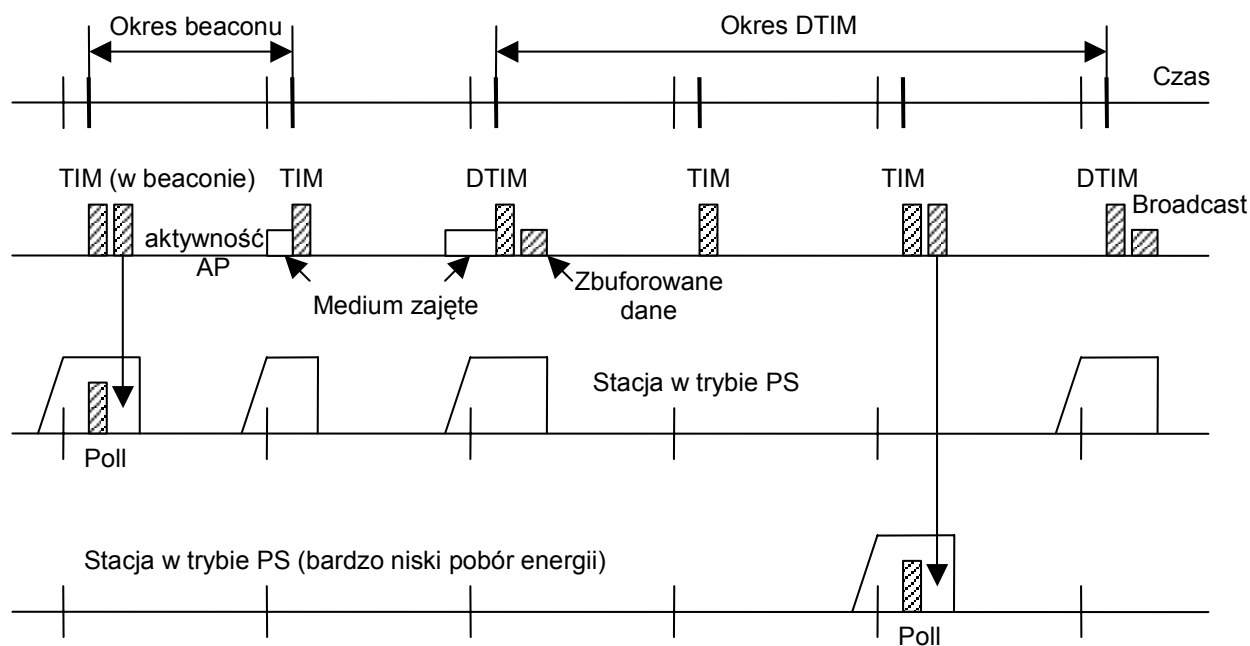 Okres beaconu
Okres DTIM
Czas
TIM (w beaconie)
TIM
DTIM
TIM
TIM
DTIM
Broadcast
aktywność
AP
Medium zajęte
Zbuforowane
dane
Stacja w trybie PS
Poll
Stacja w trybie PS (bardzo niski pobór energii)
Poll